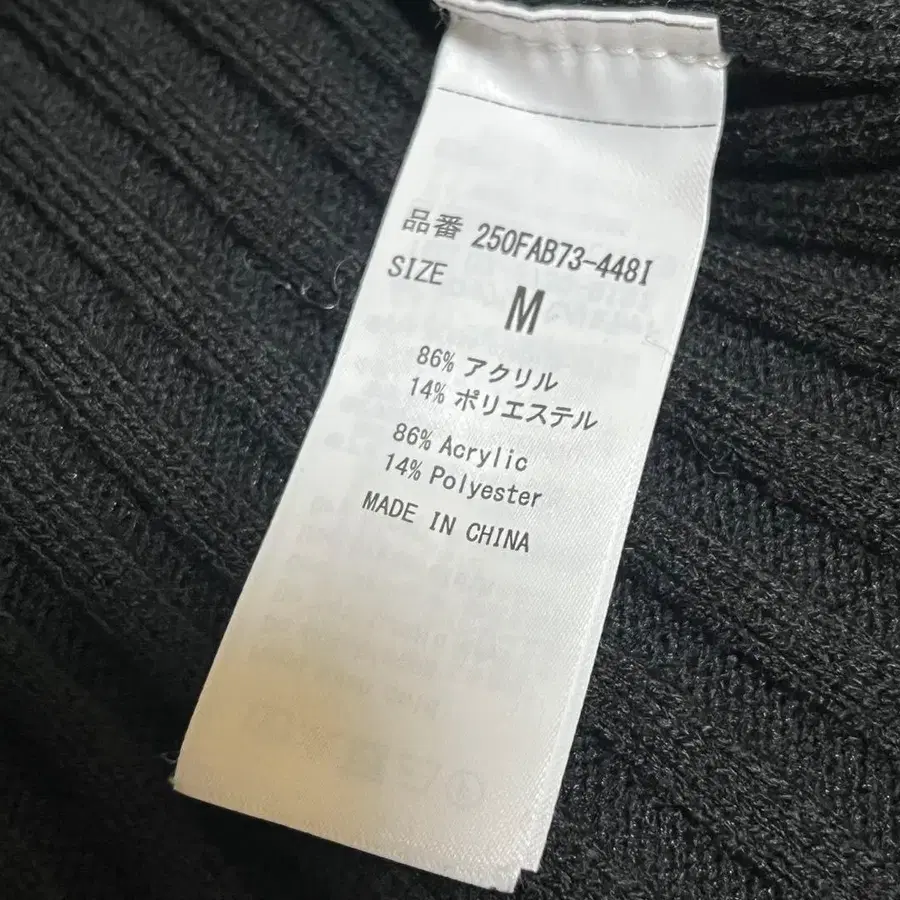 品番 250FAB73-448I
SIZE
M
86% アクリル
14% ポリエステル
86% Acrylic
14% Polyester
MADE IN CHINA